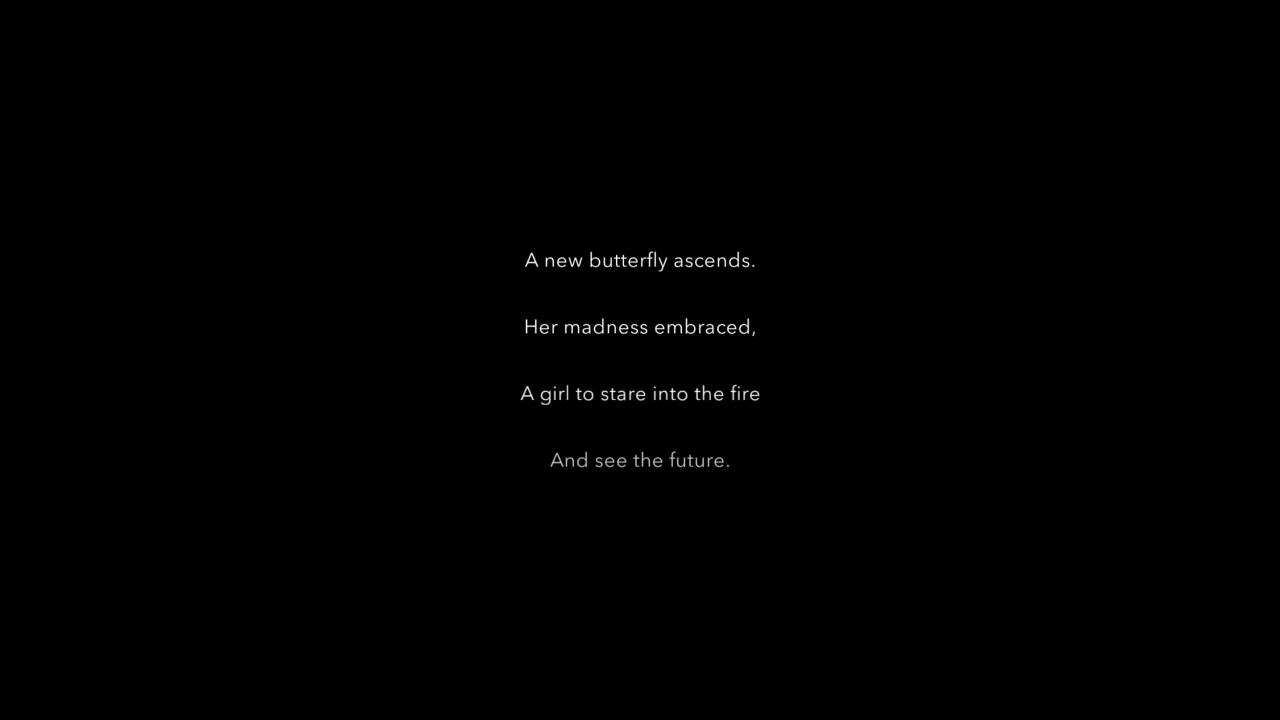 A new butterfly ascends.
Her madness embraced,
A girl to stare into the fire
And see the future.